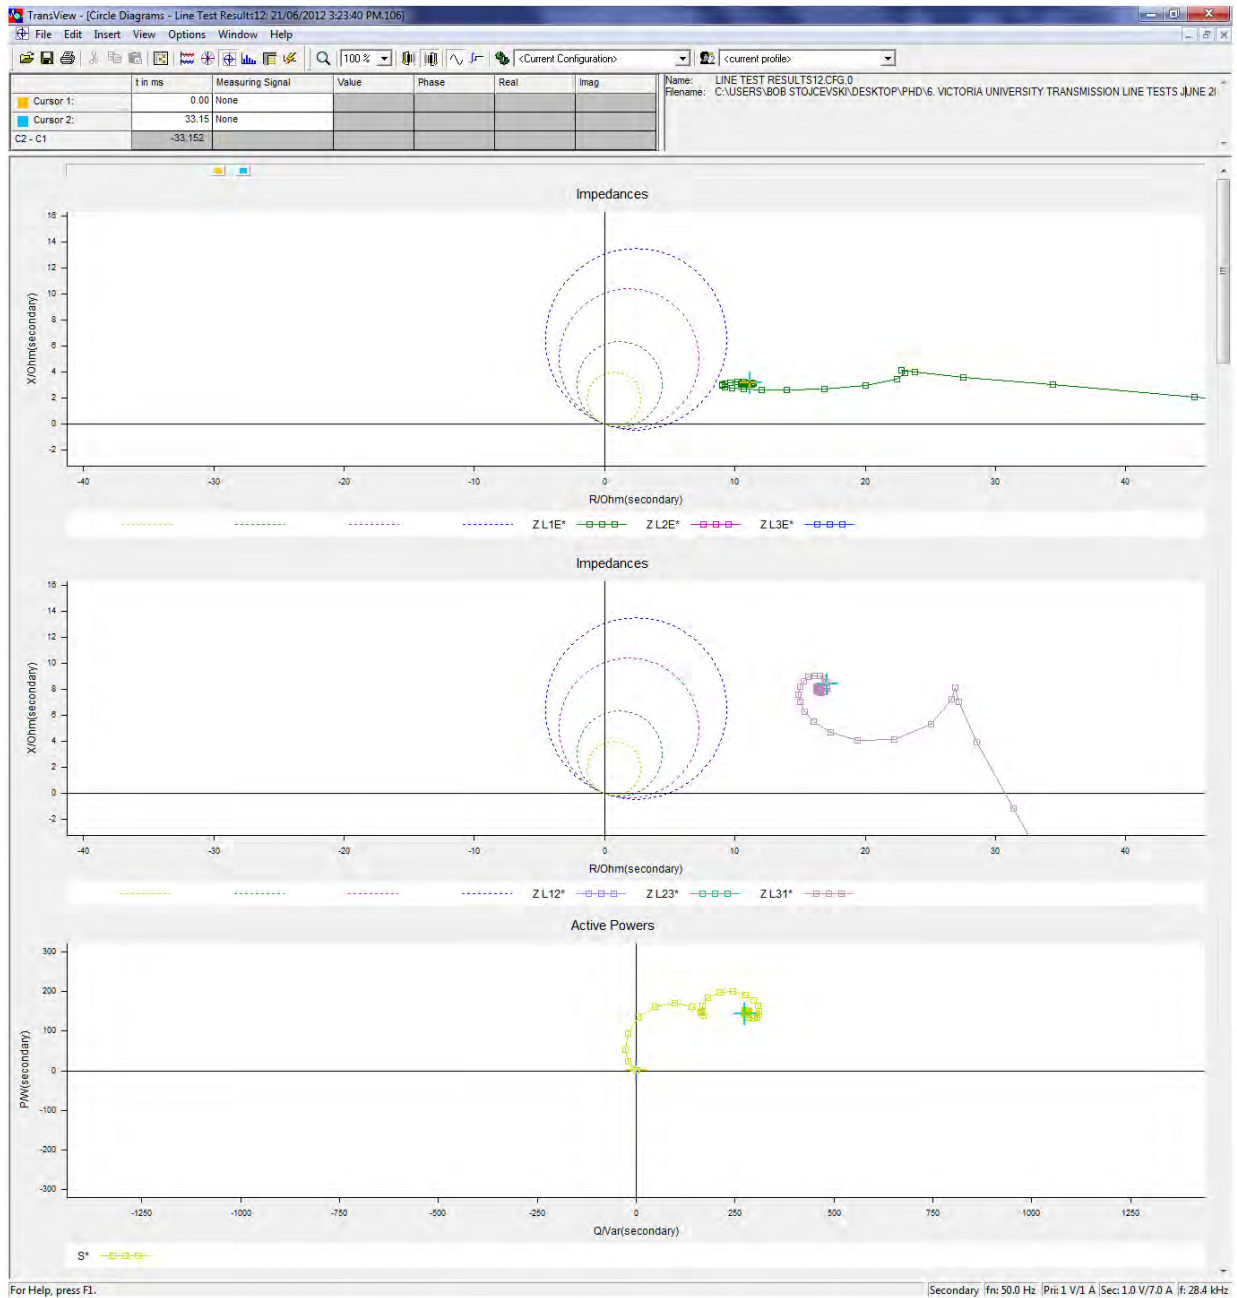 TransView - [Circle Diagrams - Line Test Results12: 21/06/2012 3:23:40 PM.106]
File Edit Insert View Options Window Help
100 % <Current Configuration> <current profile>
t in ms Measuring Signal Value Phase Real Imag
Cursor 1: 0.00 None
Cursor 2: 33.15 None
C2 - C1 -33.152
Name: LINE TEST RESULTS12.CFG.0
Filename: C:\USERS\BOB STOJCEVSKI\DESKTOP\PHD\6. VICTORIA UNIVERSITY TRANSMISSION LINE TESTS JUNE 2
Impedances
X/Ohm(secondary)
16
14
12
10
8
6
4
2
0
-2
-40 -30 -20 -10 0 10 20 30 40
R/Ohm(secondary)
Z L1E* Z L2E* Z L3E*
Impedances
X/Ohm(secondary)
16
14
12
10
8
6
4
2
0
-2
-40 -30 -20 -10 0 10 20 30 40
R/Ohm(secondary)
Z L12* Z L23* Z L31*
Active Powers
P/W(secondary)
300
200
100
0
-100
-200
-300
-1250 -1000 -750 -500 -250 0 250 500 750 1000 1250
Q/Var(secondary)
S*
For Help, press F1.
Secondary fn: 50.0 Hz Pri: 1 V/1 A Sec: 1.0 V/7.0 A f: 28.4 kHz